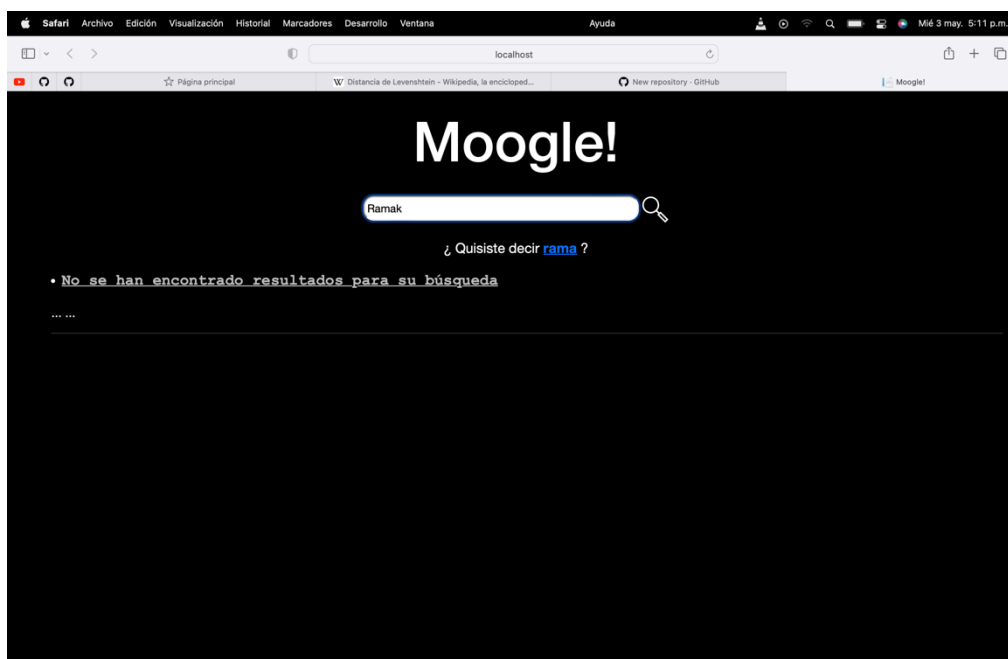 Safari Archivo Edición Visualización Historial Marcadores Desarrollo Ventana Ayuda Mié 3 may. 5:11 p.m.
localhost
Página principal W Distancia de Levenshtein - Wikipedia, la encicloped... New repository · GitHub Moogle!
Moogle!
Ramak
¿ Quisiste decir rama ?
• No se han encontrado resultados para su búsqueda
... ...